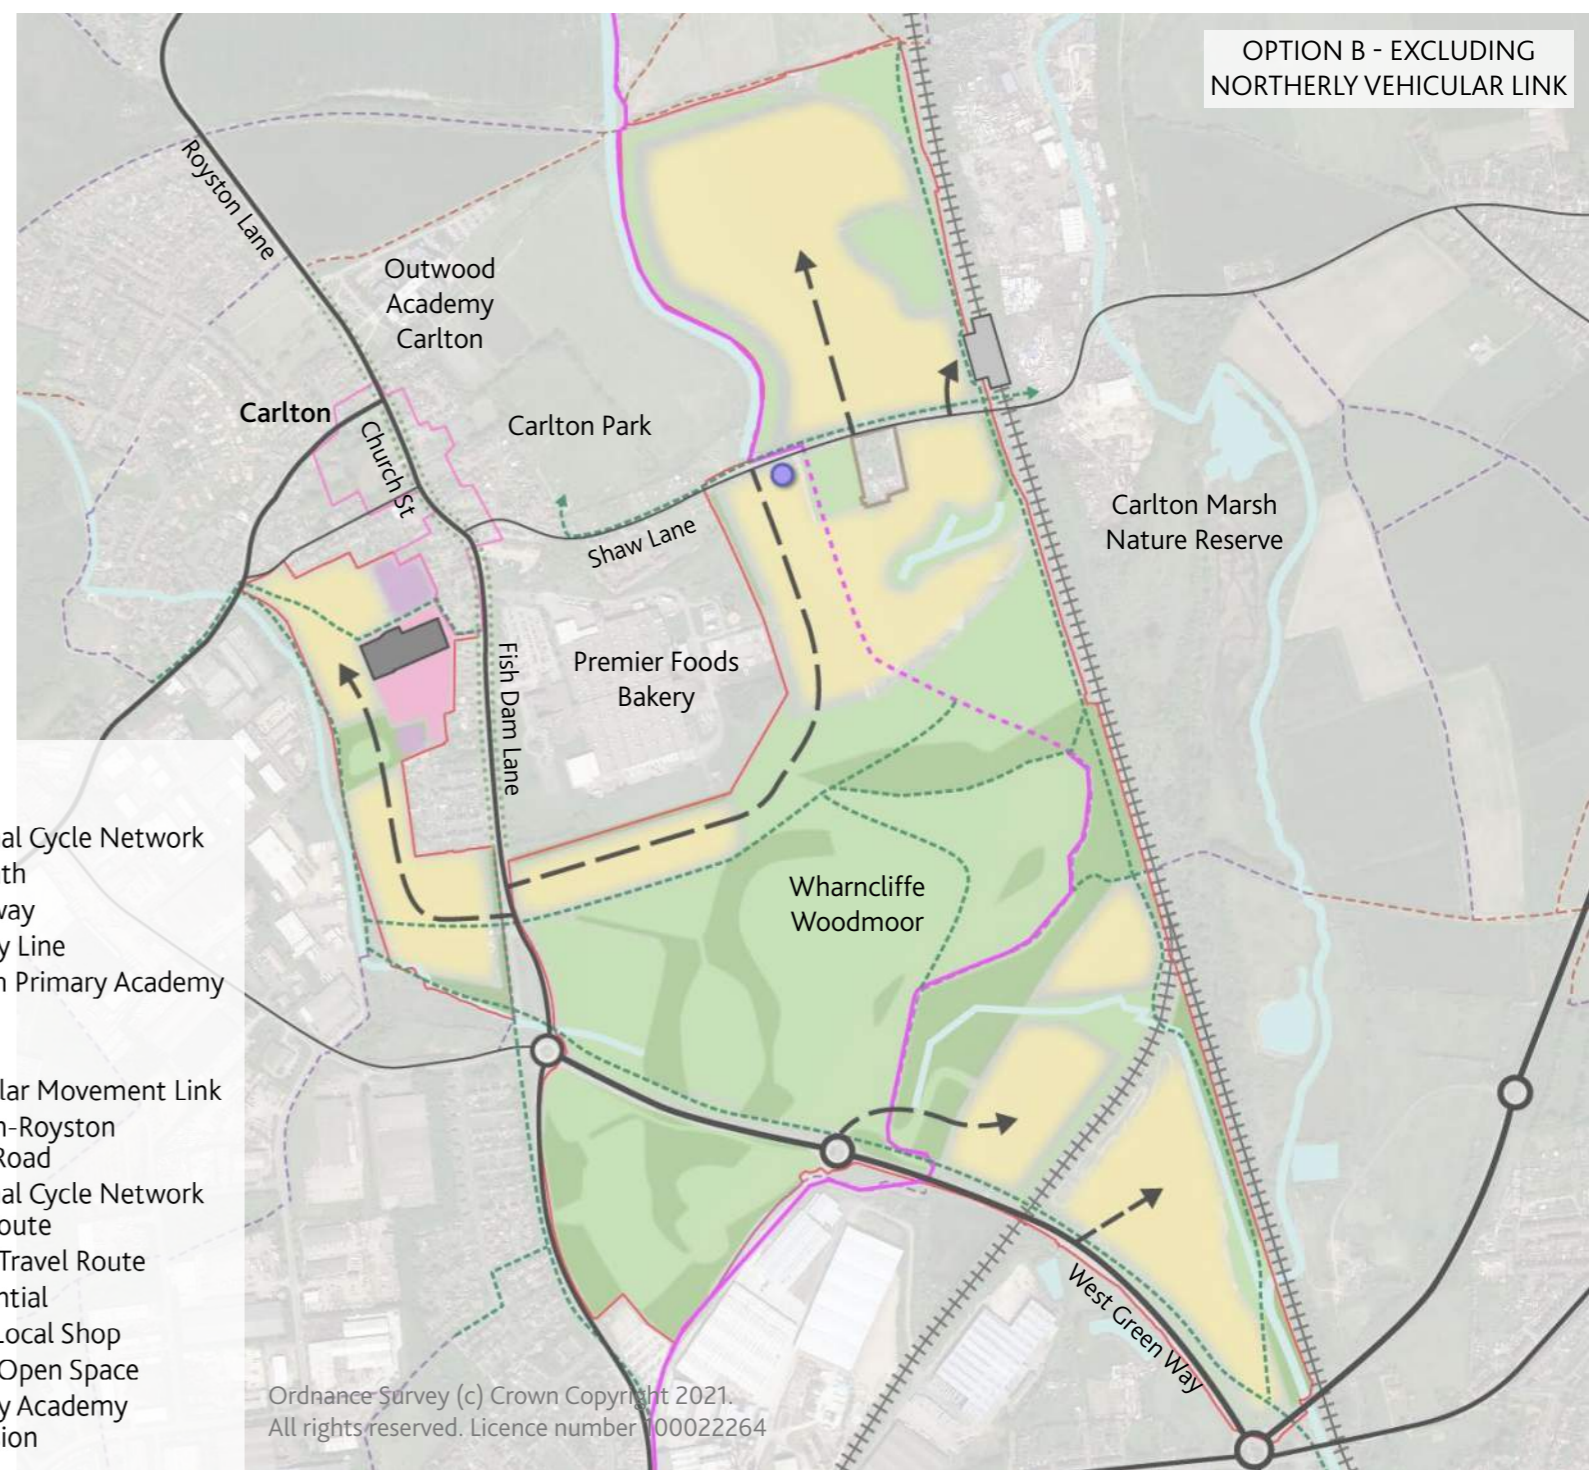 OPTION B - EXCLUDING
NORTHERLY VEHICULAR LINK
Royston Lane
Outwood
Academy
Carlton
Carlton
Church St
Carlton Park
Shaw Lane
Carlton Marsh
Nature Reserve
Premier Foods
Bakery
Fish Dam Lane
Wharncliffe
Woodmoor
West Green Way
al Cycle Network
th
way
y Line
n Primary Academy
lar Movement Link
n-Royston
Road
al Cycle Network
oute
Travel Route
ntial
Local Shop
Open Space
y Academy
ion
Ordnance Survey (c) Crown Copyright 2021.
All rights reserved. Licence number 100022264